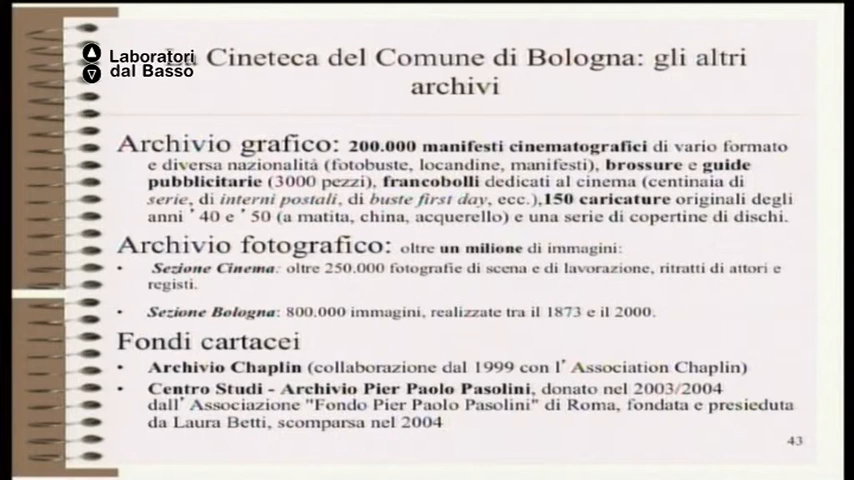 Laboratori
dal Basso
La Cineteca del Comune di Bologna: gli altri
archivi
Archivio grafico: 200.000 manifesti cinematografici di vario formato
e diversa nazionalità (fotobuste, locandine, manifesti), brossure e guide
pubblicitarie (3000 pezzi), francobolli dedicati al cinema (centinaia di
serie, di interni postali, di buste first day, ecc.),150 caricature originali degli
anni '40 e '50 (a matita, china, acquerello) e una serie di copertine di dischi.
Archivio fotografico: oltre un milione di immagini:
• Sezione Cinema: oltre 250.000 fotografie di scena e di lavorazione, ritratti di attori e
registi.
• Sezione Bologna: 800.000 immagini, realizzate tra il 1873 e il 2000.
Fondi cartacei
• Archivio Chaplin (collaborazione dal 1999 con l'Association Chaplin)
• Centro Studi - Archivio Pier Paolo Pasolini, donato nel 2003/2004
dall'Associazione "Fondo Pier Paolo Pasolini" di Roma, fondata e presieduta
da Laura Betti, scomparsa nel 2004
43